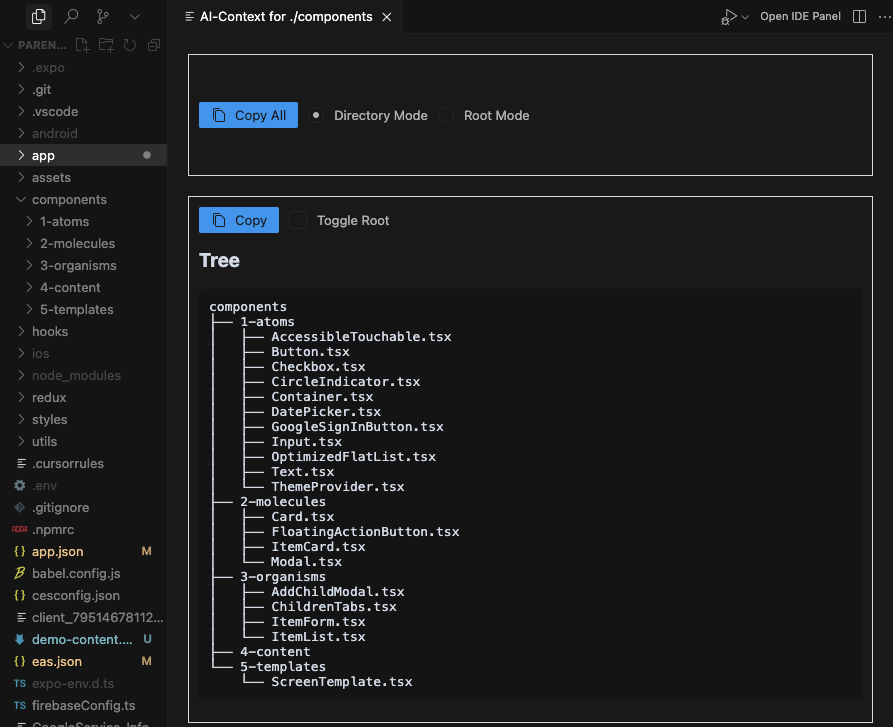 AI-Context for ./components
Open IDE Panel
PAREN...
.expo
.git
.vscode
android
app
assets
components
1-atoms
2-molecules
3-organisms
4-content
5-templates
hooks
ios
node_modules
redux
styles
utils
.cursorrules
.env
.gitignore
.npmrc
app.json M
babel.config.js
cesconfig.json
client_79514678112...
demo-content.... U
eas.json M
TS expo-env.d.ts
TS firebaseConfig.ts
GoogleService-Info
Copy All Directory Mode Root Mode
Copy Toggle Root
Tree
components
├── 1-atoms
│   ├── AccessibleTouchable.tsx
│   ├── Button.tsx
│   ├── Checkbox.tsx
│   ├── CircleIndicator.tsx
│   ├── Container.tsx
│   ├── DatePicker.tsx
│   ├── GoogleSignInButton.tsx
│   ├── Input.tsx
│   ├── OptimizedFlatList.tsx
│   ├── Text.tsx
│   └── ThemeProvider.tsx
├── 2-molecules
│   ├── Card.tsx
│   ├── FloatingActionButton.tsx
│   ├── ItemCard.tsx
│   └── Modal.tsx
├── 3-organisms
│   ├── AddChildModal.tsx
│   ├── ChildrenTabs.tsx
│   ├── ItemForm.tsx
│   └── ItemList.tsx
├── 4-content
└── 5-templates
    └── ScreenTemplate.tsx